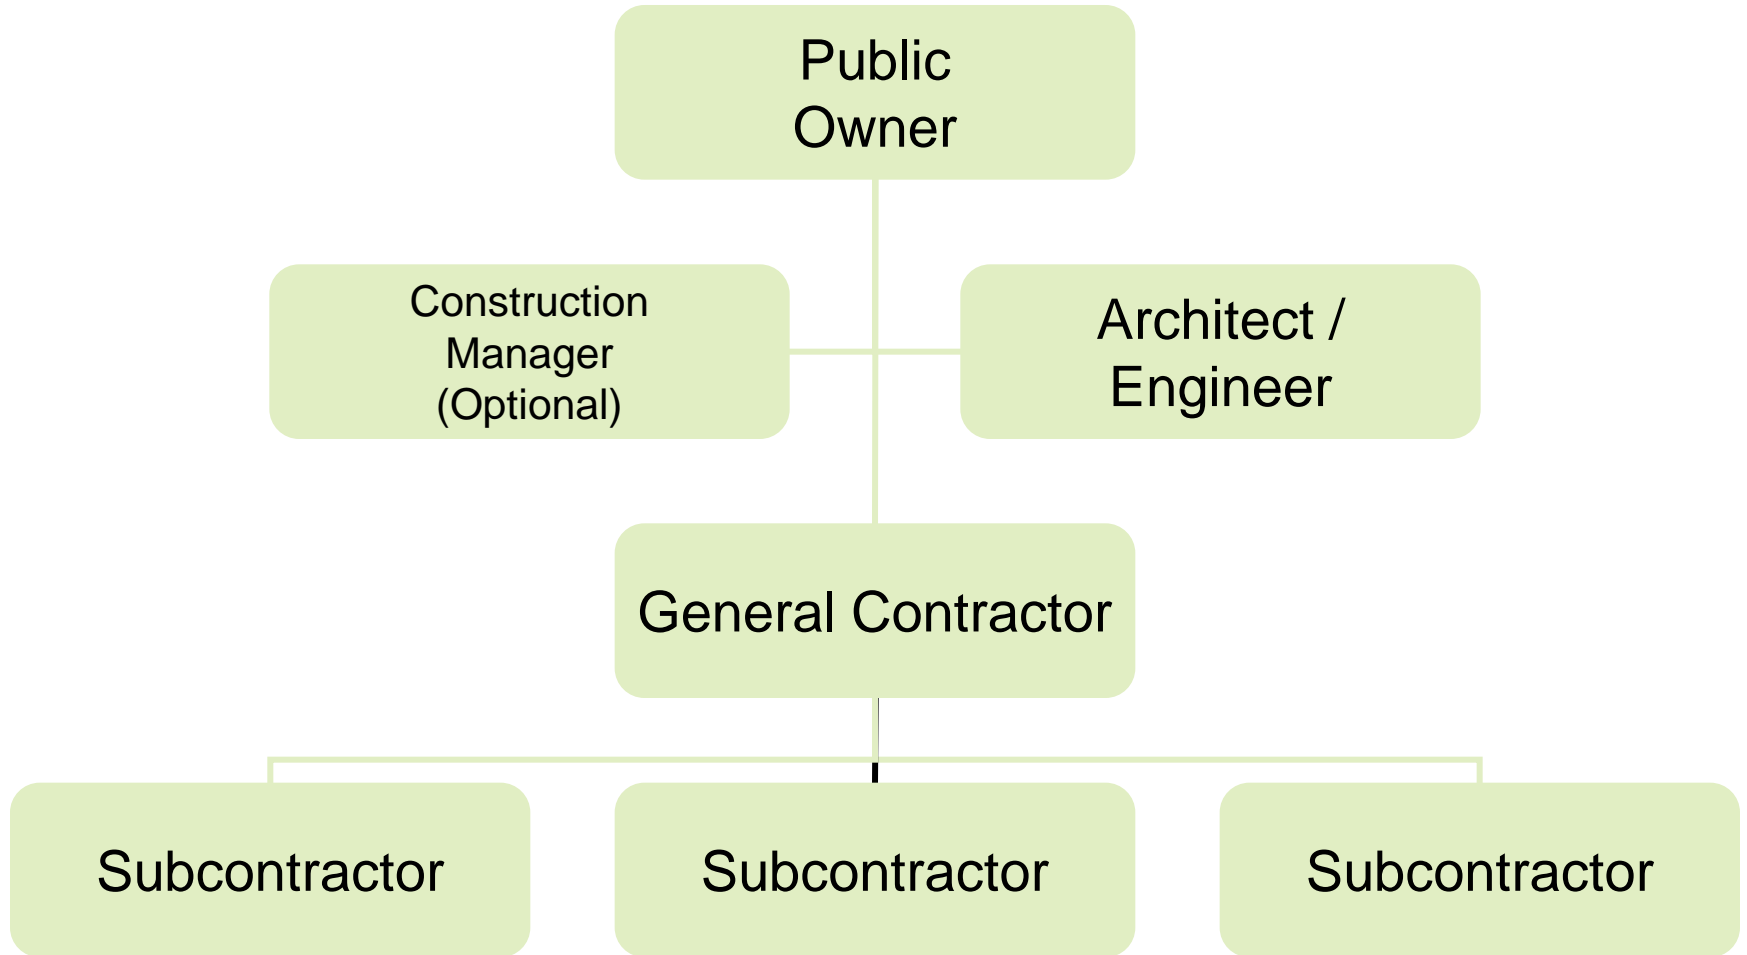 Public
Owner
Construction
Manager
(Optional)
Architect /
Engineer
General Contractor
Subcontractor
Subcontractor
Subcontractor